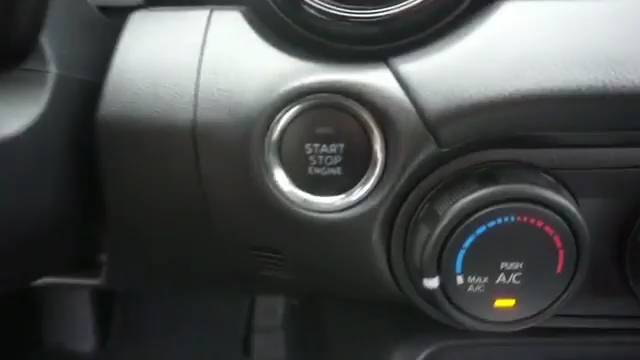 START
STOP
ENGINE
PUSH
A/C
MAX
A/C